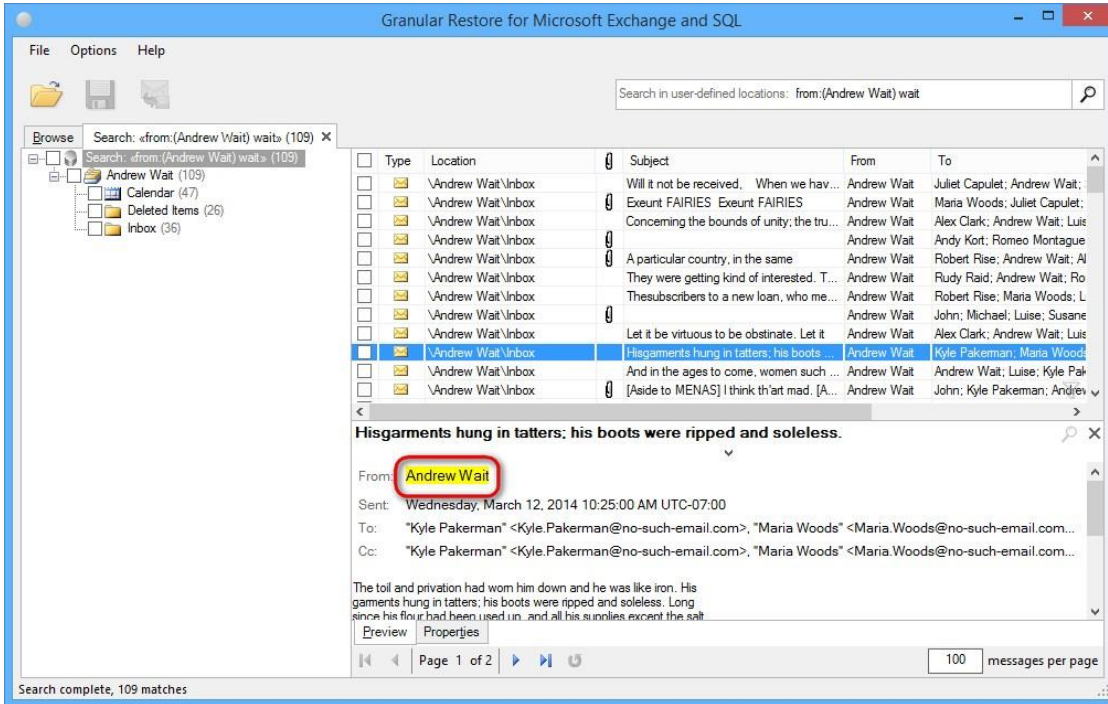 Granular Restore for Microsoft Exchange and SQL
File Options Help
Search in user-defined locations: from:(Andrew Wait) wait
Browse Search: «from:(Andrew Wait) wait» (109)
Search: «from:(Andrew Wait) wait» (109)
Andrew Wait (109)
Calendar (47)
Deleted Items (26)
Inbox (36)
Type Location Subject From To
\Andrew Wait\Inbox Will it not be received, When we hav... Andrew Wait Juliet Capulet; Andrew Wait;
\Andrew Wait\Inbox Exeunt FAIRIES Exeunt FAIRIES Andrew Wait Maria Woods; Juliet Capulet;
\Andrew Wait\Inbox Concerning the bounds of unity; the tru... Andrew Wait Alex Clark; Andrew Wait; Luis
\Andrew Wait\Inbox Andrew Wait Andy Kort; Romeo Montague
\Andrew Wait\Inbox A particular country, in the same Andrew Wait Robert Rise; Andrew Wait; Al
\Andrew Wait\Inbox They were getting kind of interested. T... Andrew Wait Rudy Raid; Andrew Wait; Ro
\Andrew Wait\Inbox Thesubscribers to a new loan, who me... Andrew Wait Robert Rise; Maria Woods; L
\Andrew Wait\Inbox Andrew Wait John; Michael; Luise; Susane
\Andrew Wait\Inbox Let it be virtuous to be obstinate. Let it Andrew Wait Alex Clark; Andrew Wait; Luis
\Andrew Wait\Inbox Hisgarments hung in tatters; his boots ... Andrew Wait Kyle Pakerman; Maria Woods
\Andrew Wait\Inbox And in the ages to come, women such ... Andrew Wait Andrew Wait; Luise; Kyle Pak
\Andrew Wait\Inbox [Aside to MENAS] I think th'art mad. [A... Andrew Wait John; Kyle Pakerman; Andrew
Hisgarments hung in tatters; his boots were ripped and soleless.
From: Andrew Wait
Sent: Wednesday, March 12, 2014 10:25:00 AM UTC-07:00
To: "Kyle Pakerman" <Kyle.Pakerman@no-such-email.com>, "Maria Woods" <Maria.Woods@no-such-email.com...
Cc: "Kyle Pakerman" <Kyle.Pakerman@no-such-email.com>, "Maria Woods" <Maria.Woods@no-such-email.com...
The toil and privation had worn him down and he was like iron. His
garments hung in tatters; his boots were ripped and soleless. Long
since his flour had been used up, and all his supplies except the salt
Preview Properties
Page 1 of 2 100 messages per page
Search complete, 109 matches